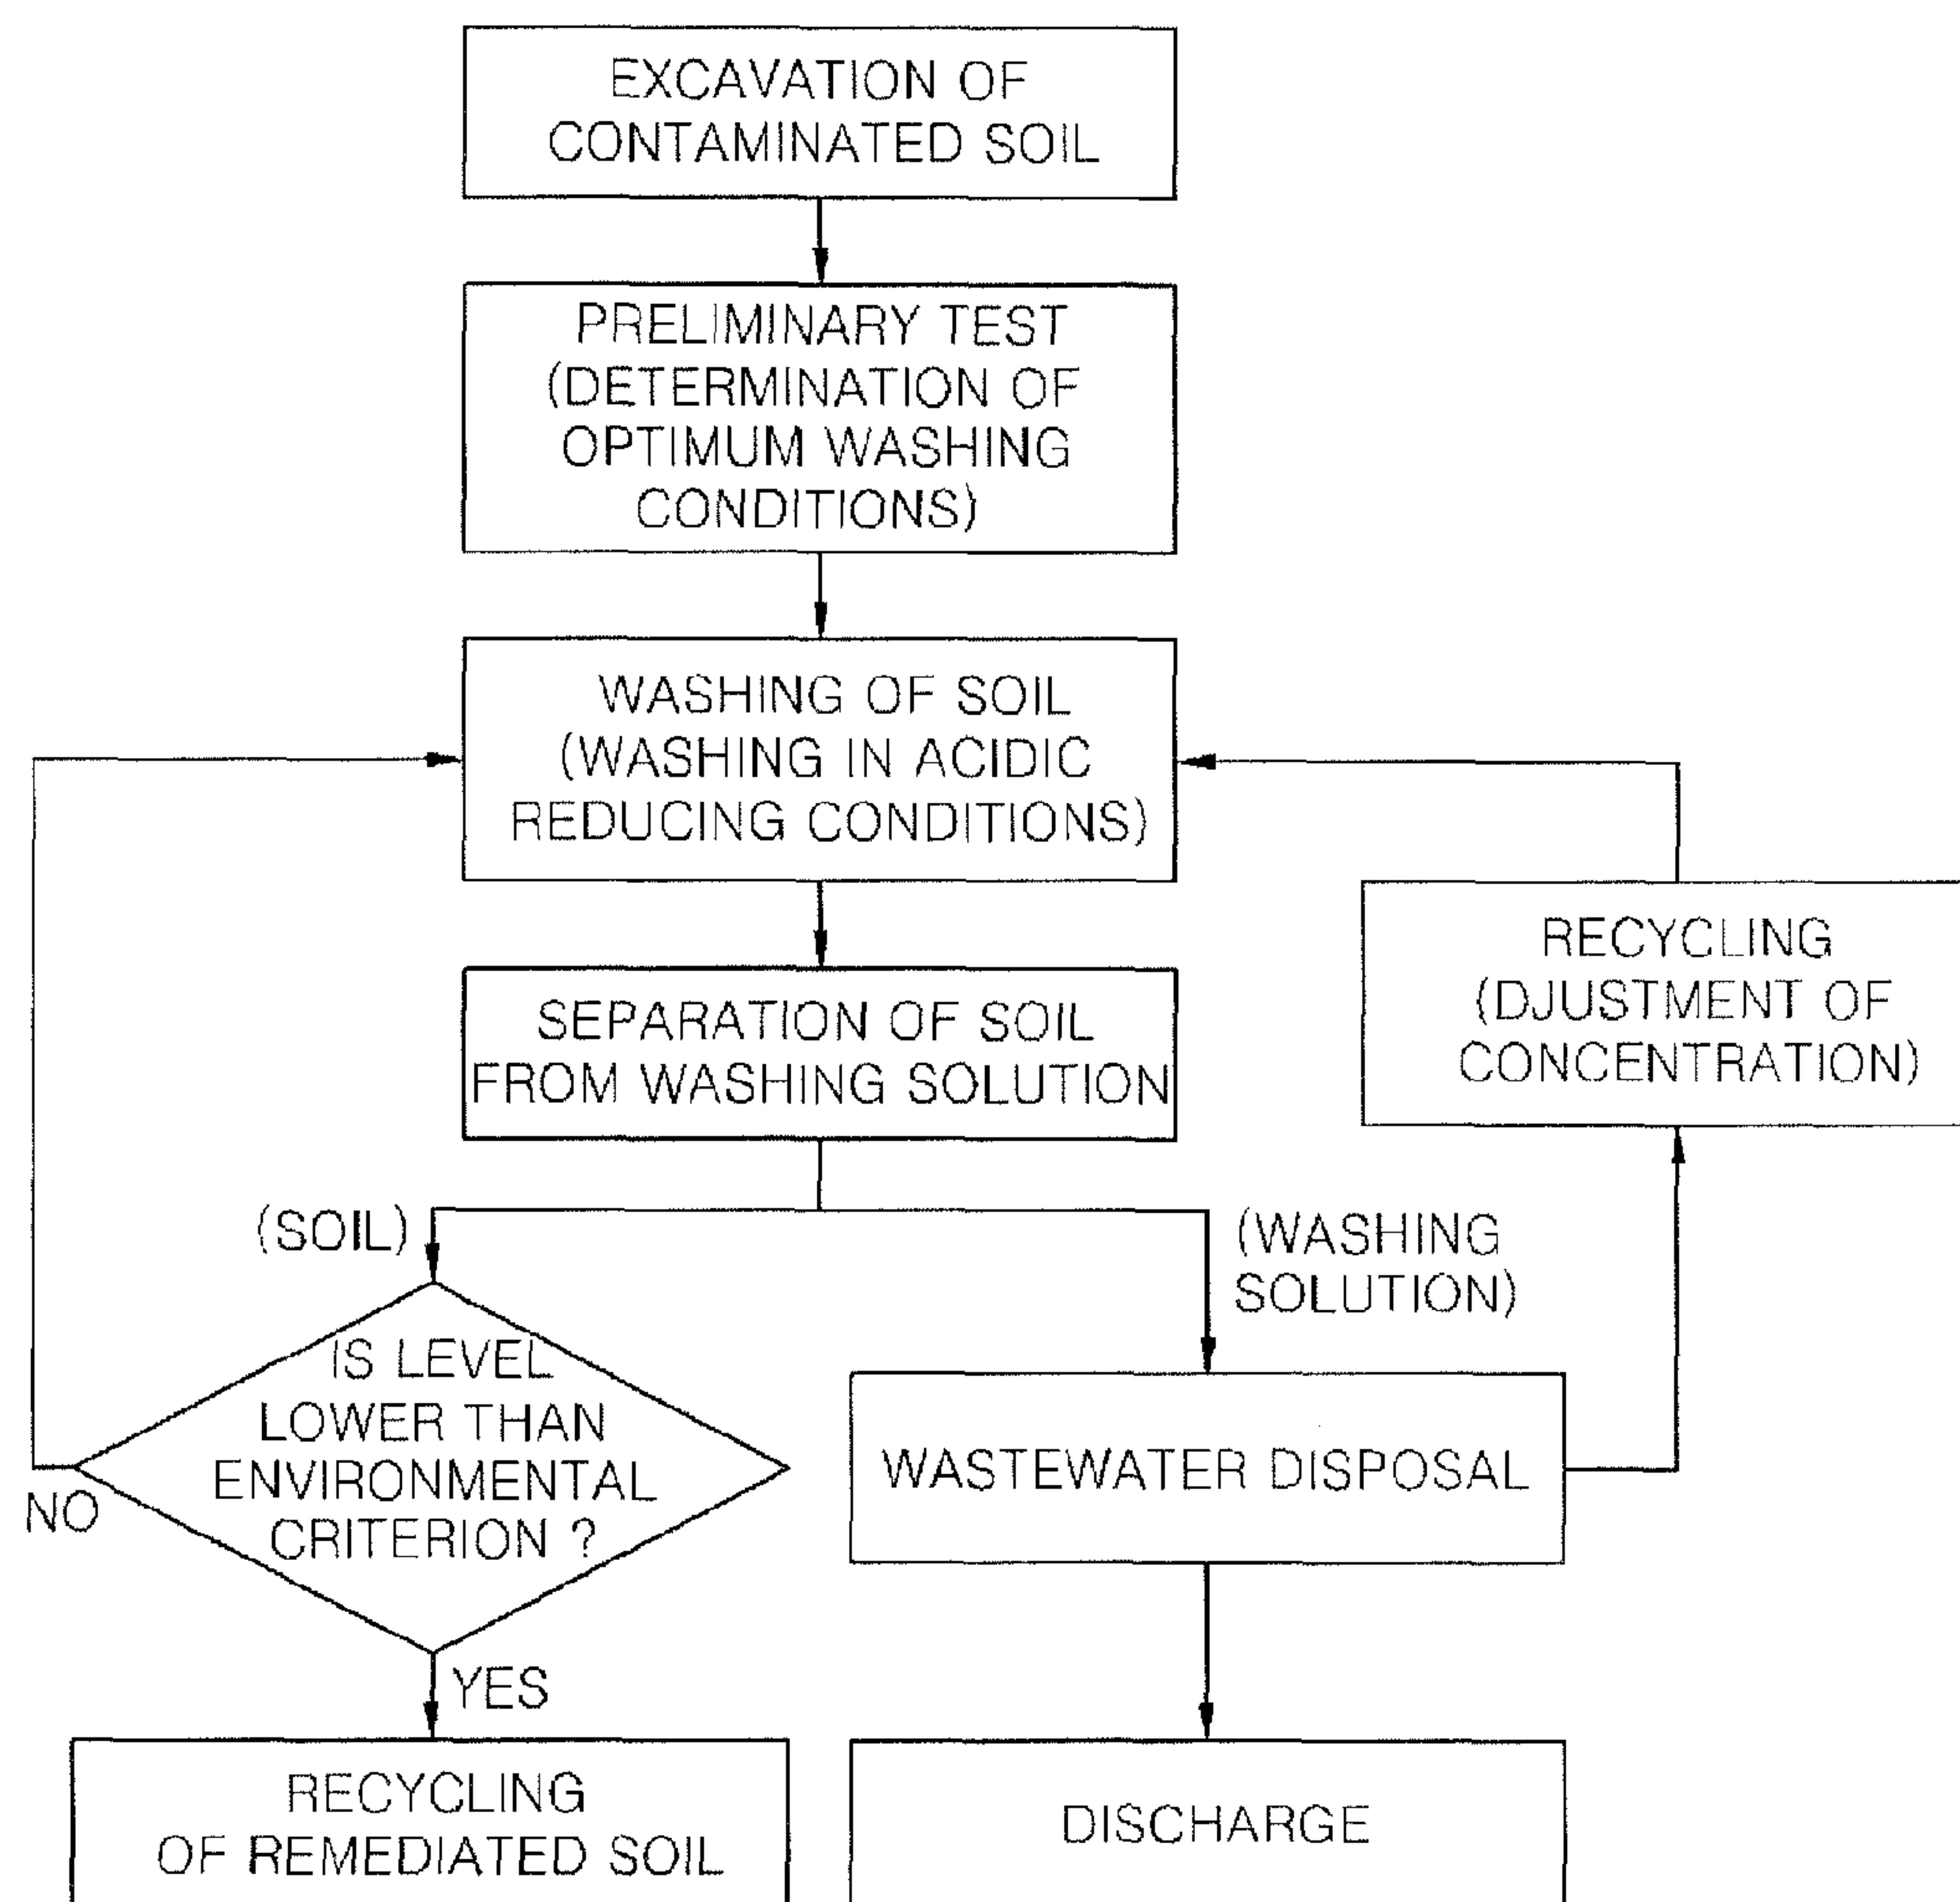 EXCAVATION OF
CONTAMINATED SOIL
PRELIMINARY TEST
(DETERMINATION OF
OPTIMUM WASHING
CONDITIONS)
WASHING OF SOIL
(WASHING IN ACIDIC
REDUCING CONDITIONS)
RECYCLING
(DJUSTMENT OF
CONCENTRATION)
SEPARATION OF SOIL
FROM WASHING SOLUTION
(SOIL)
(WASHING
SOLUTION)
IS LEVEL
LOWER THAN
ENVIRONMENTAL
CRITERION ?
NO
WASTEWATER DISPOSAL
YES
RECYCLING
OF REMEDIATED SOIL
DISCHARGE